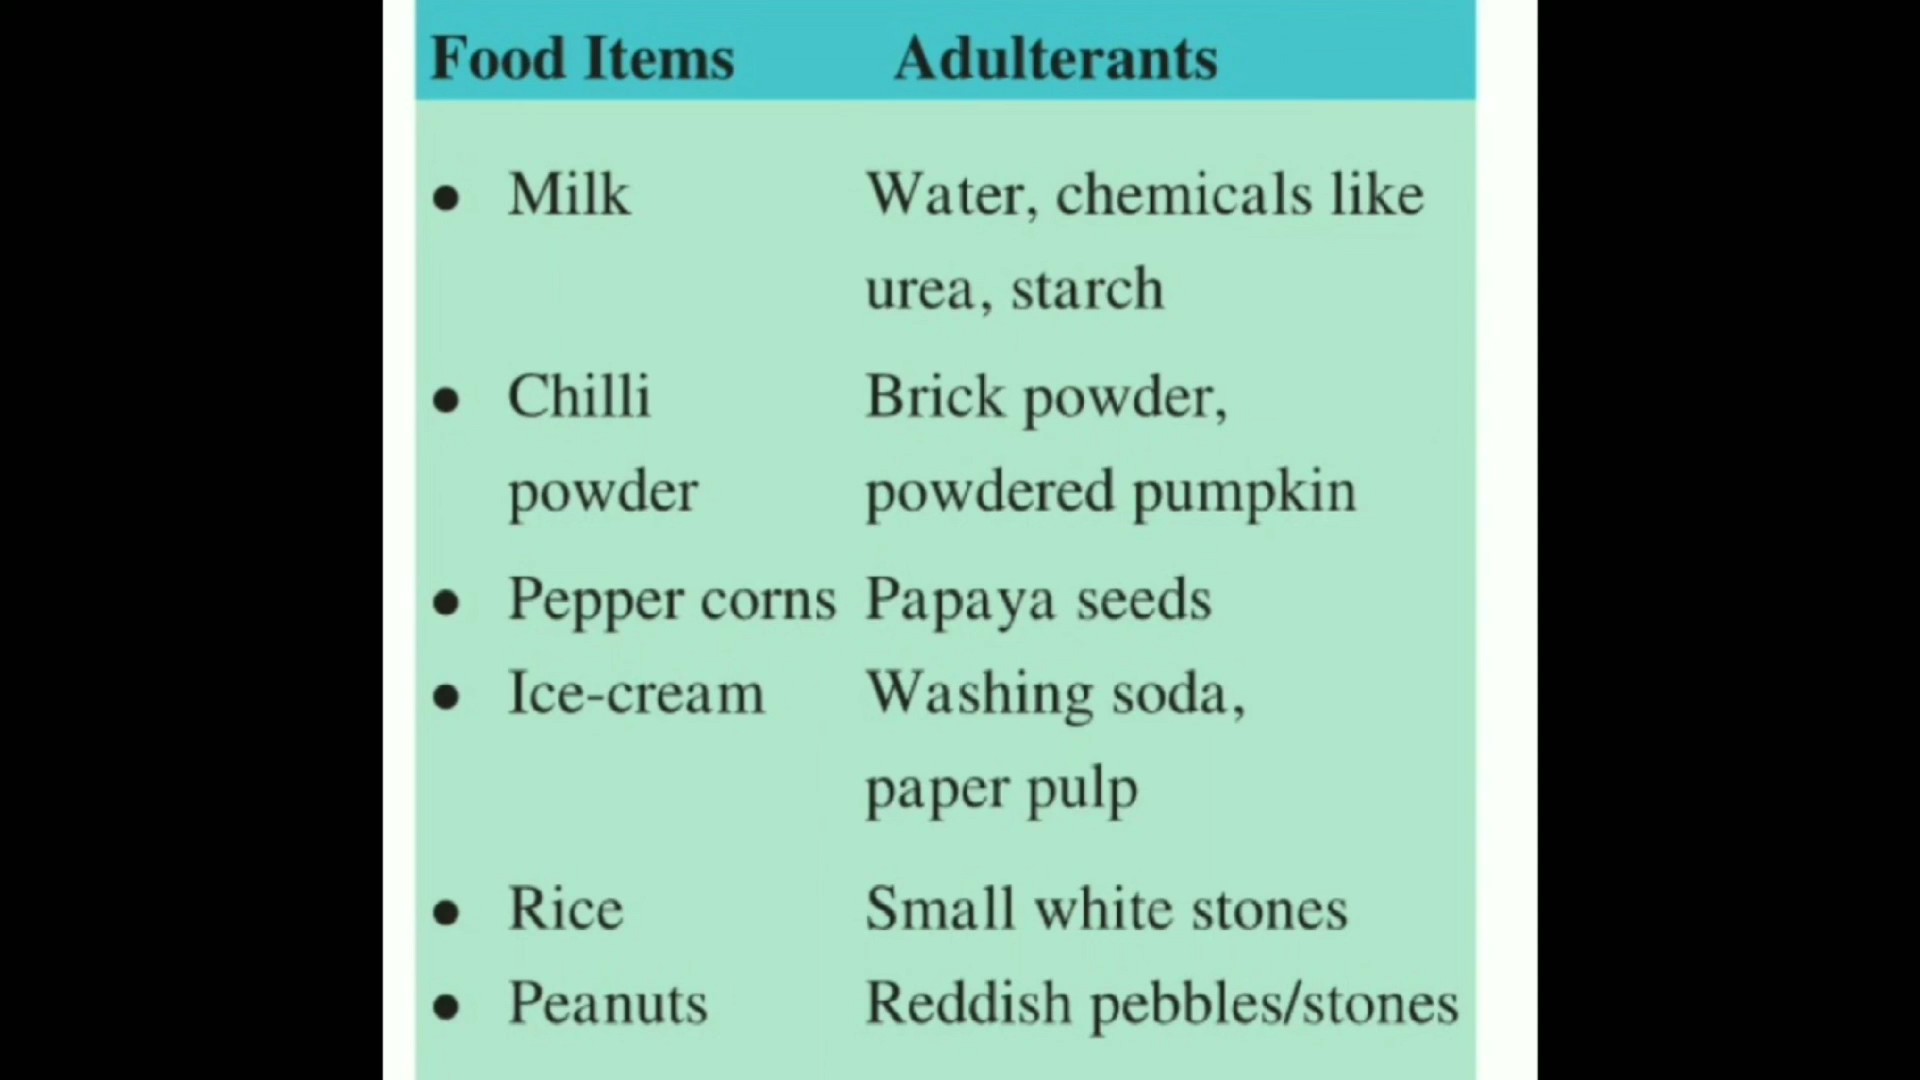 Food Items Adulterants
● Milk Water, chemicals like
urea, starch
● Chilli Brick powder,
powder powdered pumpkin
● Pepper corns Papaya seeds
● Ice-cream Washing soda,
paper pulp
● Rice Small white stones
● Peanuts Reddish pebbles/stones